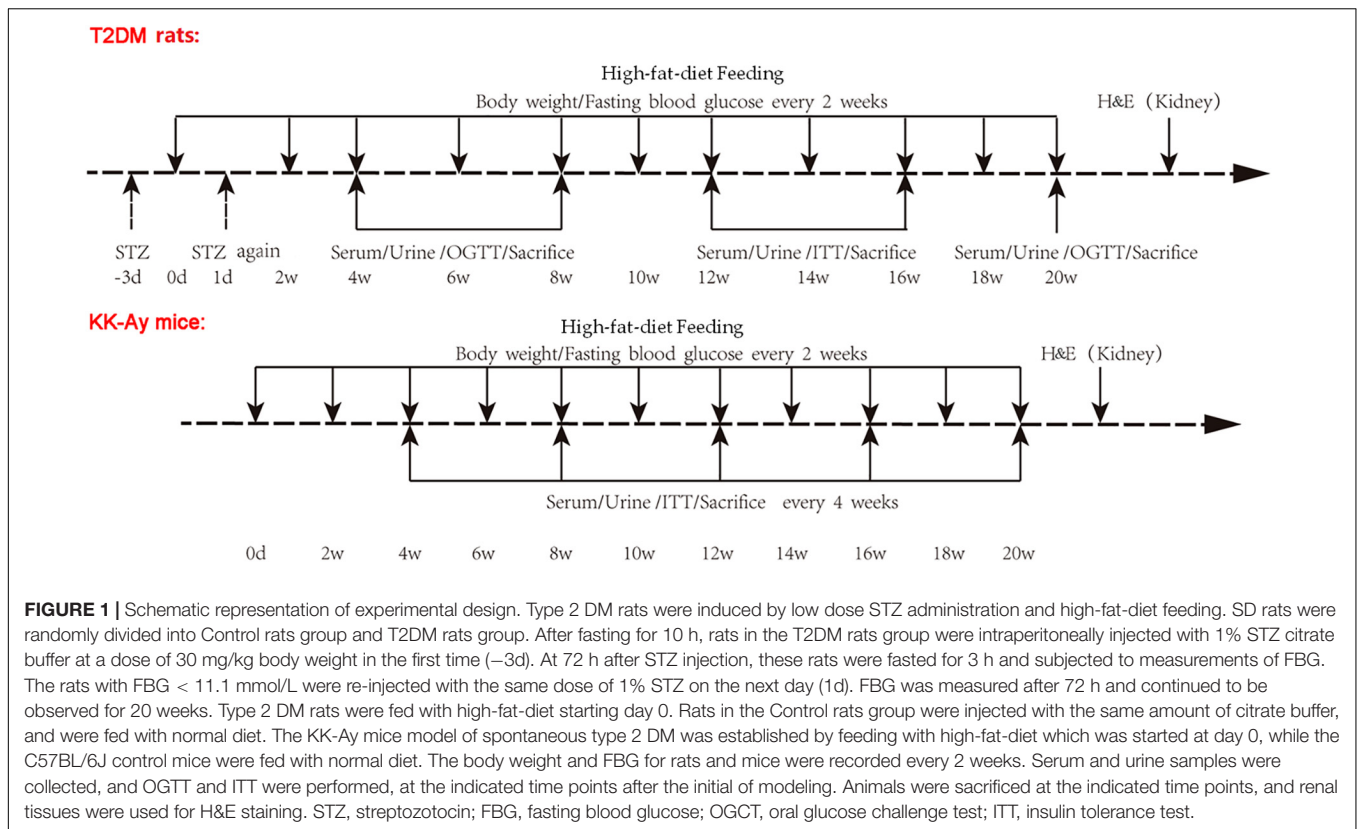 T2DM rats:
High-fat-diet Feeding
Body weight/Fasting blood glucose every 2 weeks
H&E (Kidney)
STZ STZ again Serum/Urine /OGTT/Sacrifice Serum/Urine /ITT/Sacrifice Serum/Urine /OGTT/Sacrifice
-3d 0d 1d 2w 4w 6w 8w 10w 12w 14w 16w 18w 20w
KK-Ay mice:
High-fat-diet Feeding
Body weight/Fasting blood glucose every 2 weeks
H&E (Kidney)
Serum/Urine /ITT/Sacrifice every 4 weeks
0d 2w 4w 6w 8w 10w 12w 14w 16w 18w 20w
FIGURE 1 | Schematic representation of experimental design. Type 2 DM rats were induced by low dose STZ administration and high-fat-diet feeding. SD rats were
randomly divided into Control rats group and T2DM rats group. After fasting for 10 h, rats in the T2DM rats group were intraperitoneally injected with 1% STZ citrate
buffer at a dose of 30 mg/kg body weight in the first time (−3d). At 72 h after STZ injection, these rats were fasted for 3 h and subjected to measurements of FBG.
The rats with FBG < 11.1 mmol/L were re-injected with the same dose of 1% STZ on the next day (1d). FBG was measured after 72 h and continued to be
observed for 20 weeks. Type 2 DM rats were fed with high-fat-diet starting day 0. Rats in the Control rats group were injected with the same amount of citrate buffer,
and were fed with normal diet. The KK-Ay mice model of spontaneous type 2 DM was established by feeding with high-fat-diet which was started at day 0, while the
C57BL/6J control mice were fed with normal diet. The body weight and FBG for rats and mice were recorded every 2 weeks. Serum and urine samples were
collected, and OGTT and ITT were performed, at the indicated time points after the initial of modeling. Animals were sacrificed at the indicated time points, and renal
tissues were used for H&E staining. STZ, streptozotocin; FBG, fasting blood glucose; OGCT, oral glucose challenge test; ITT, insulin tolerance test.